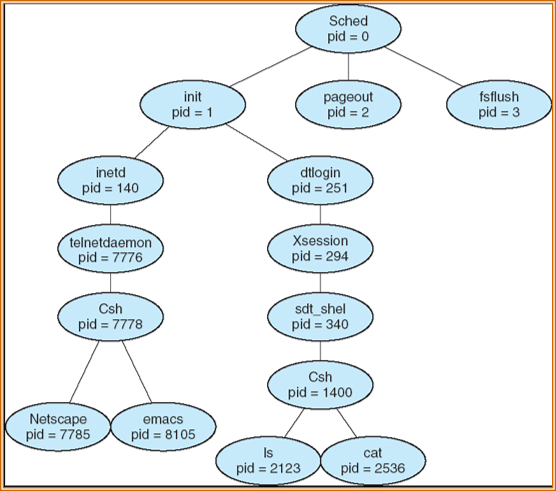 Sched
pid = 0
init
pid = 1
pageout
pid = 2
fsflush
pid = 3
inetd
pid = 140
dtlogin
pid = 251
telnetdaemon
pid = 7776
Xsession
pid = 294
Csh
pid = 7778
sdt_shel
pid = 340
Csh
pid = 1400
Netscape
pid = 7785
emacs
pid = 8105
ls
pid = 2123
cat
pid = 2536